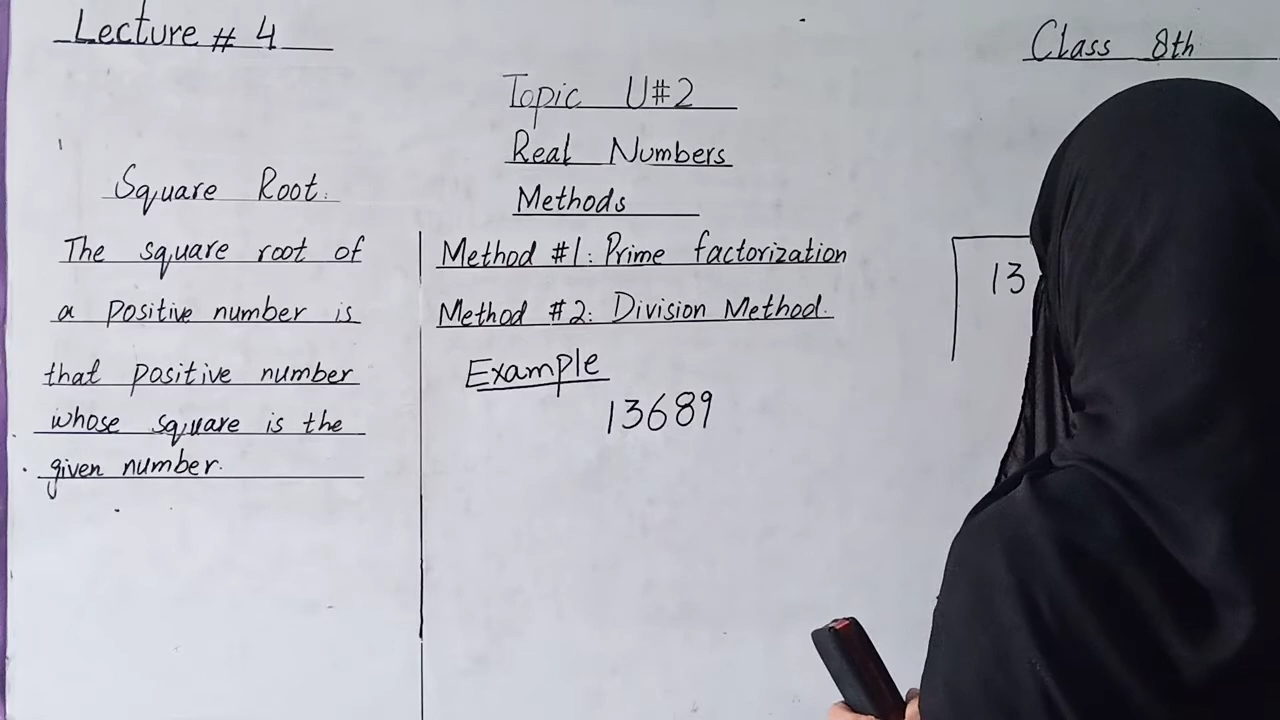 Lecture # 4
Class 8th
Topic U#2
Real Numbers
Methods
Square Root.
The square root of
a positive number is
that positive number
whose square is the
given number.
Method #1: Prime factorization
Method #2: Division Method.
Example
13689
13